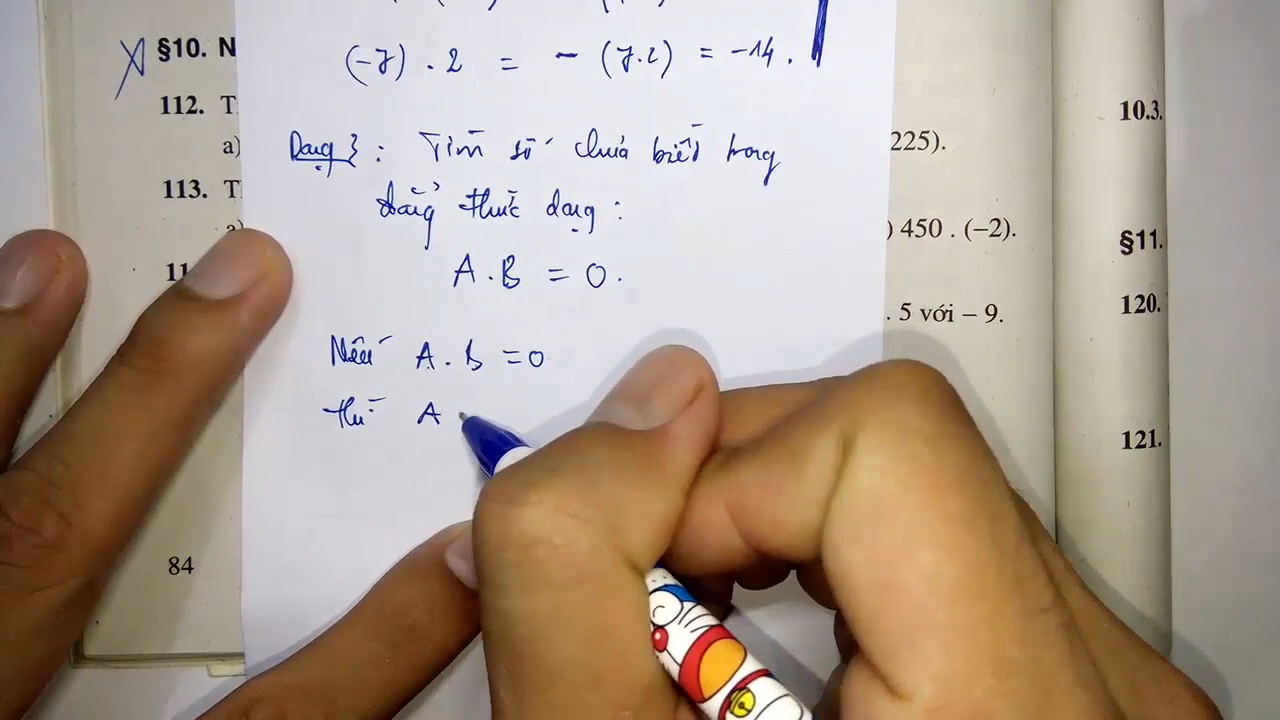 §10. N
(-7) . 2 = - (7.2) = -14.
112. T
a)
225).
10.3.
Dạng 3 : Tìm số chưa biết trong
113. T
đẳng thức dạng :
) 450 . (–2).
§11.
A . B = 0.
11
. 5 với – 9.
120.
Nếu A . B = 0
thì A
121.
84